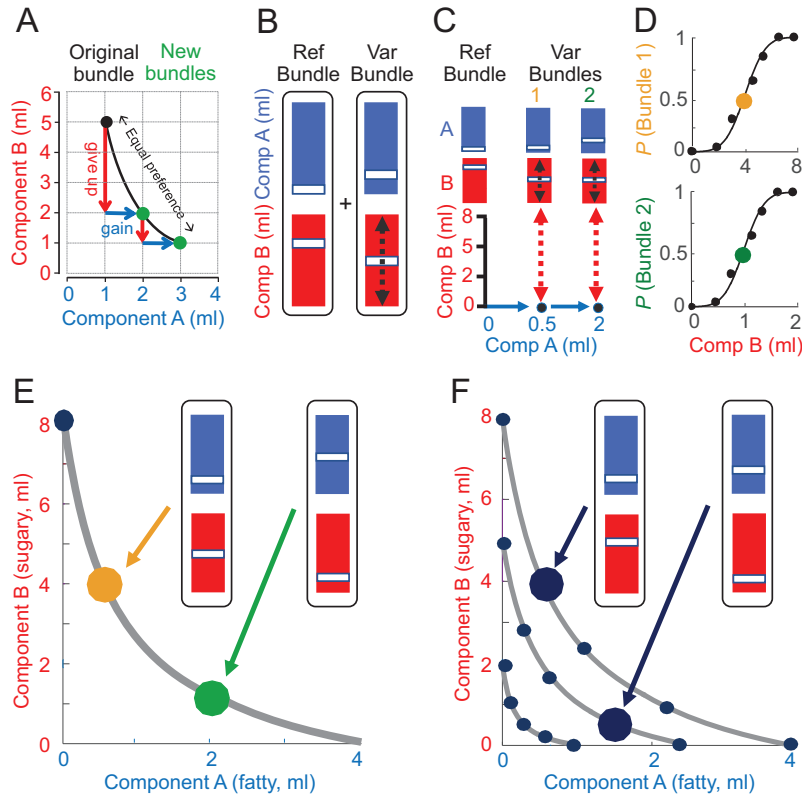 A
Original
bundle
New
bundles
Component B (ml)
6
5
4
3
2
1
0
give up
gain
Equal preference
0 1 2 3 4
Component A (ml)
B
Ref
Bundle
Var
Bundle
Comp A (ml)
Comp B (ml)
+
C
Ref
Bundle
Var
Bundles
1 2
A
B
Comp B (ml)
8
5
2
0
0 0.5 2
Comp A (ml)
D
P (Bundle 1)
1
0.5
0
0 4 8
P (Bundle 2)
1
0.5
0
0 1 2
Comp B (ml)
E
Component B (sugary, ml)
8
6
4
2
0
0 2 4
Component A (fatty, ml)
F
Component B (sugary, ml)
8
6
4
2
0
0 2 4
Component A (fatty, ml)